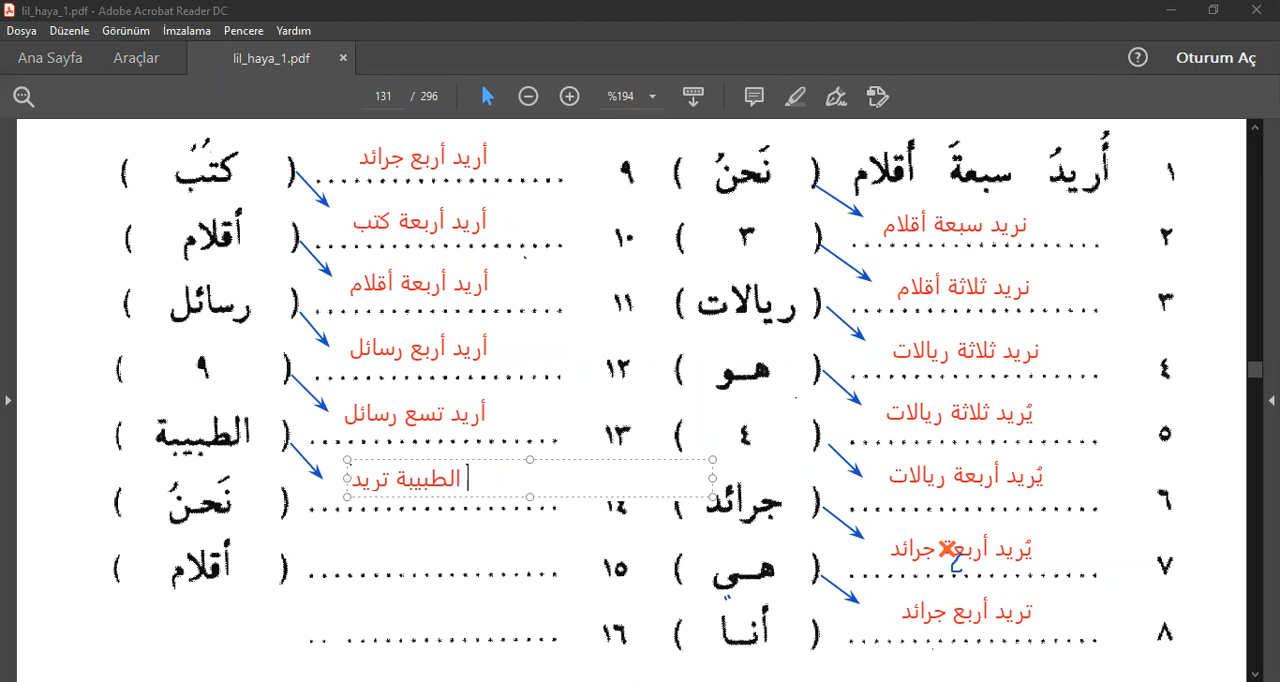 lil_haya_1.pdf - Adobe Acrobat Reader DC
Dosya Düzenle Görünüm İmzalama Pencere Yardım
Ana Sayfa Araçlar lil_haya_1.pdf × ? Oturum Aç
131 / 296 %194
١ أُريدُ سبعةَ أقلام ( نَحنُ )
٢ نريد سبعة أقلام ( ٣ )
٣ نريد ثلاثة أقلام ( ريالات )
٤ نريد ثلاثة ريالات ( هـو )
٥ يُريد ثلاثة ريالات ( ٤ )
٦ يُريد أربعة ريالات ( جرائد )
٧ يُريد أربعة جرائد ( هـي )
ع
٨ تريد أربع جرائد ( أنـا )
٩ أريد أربع جرائد ( كتُبٌ )
١٠ أريد أربعة كتب ( أقلام )
١١ أريد أربعة أقلام ( رسائل )
١٢ أريد أربع رسائل ( ٩ )
١٣ أريد تسع رسائل ( الطبيبة )
١٤ الطبيبة تريد ( نَحنُ )
١٥ ( أقلام )
١٦